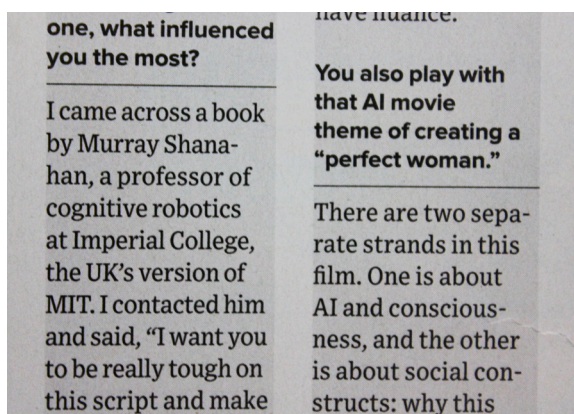 one, what influenced
you the most?
I came across a book
by Murray Shana-
han, a professor of
cognitive robotics
at Imperial College,
the UK's version of
MIT. I contacted him
and said, “I want you
to be really tough on
this script and make
have nuance.
You also play with
that AI movie
theme of creating a
“perfect woman.”
There are two sepa-
rate strands in this
film. One is about
AI and conscious-
ness, and the other
is about social con-
structs: why this